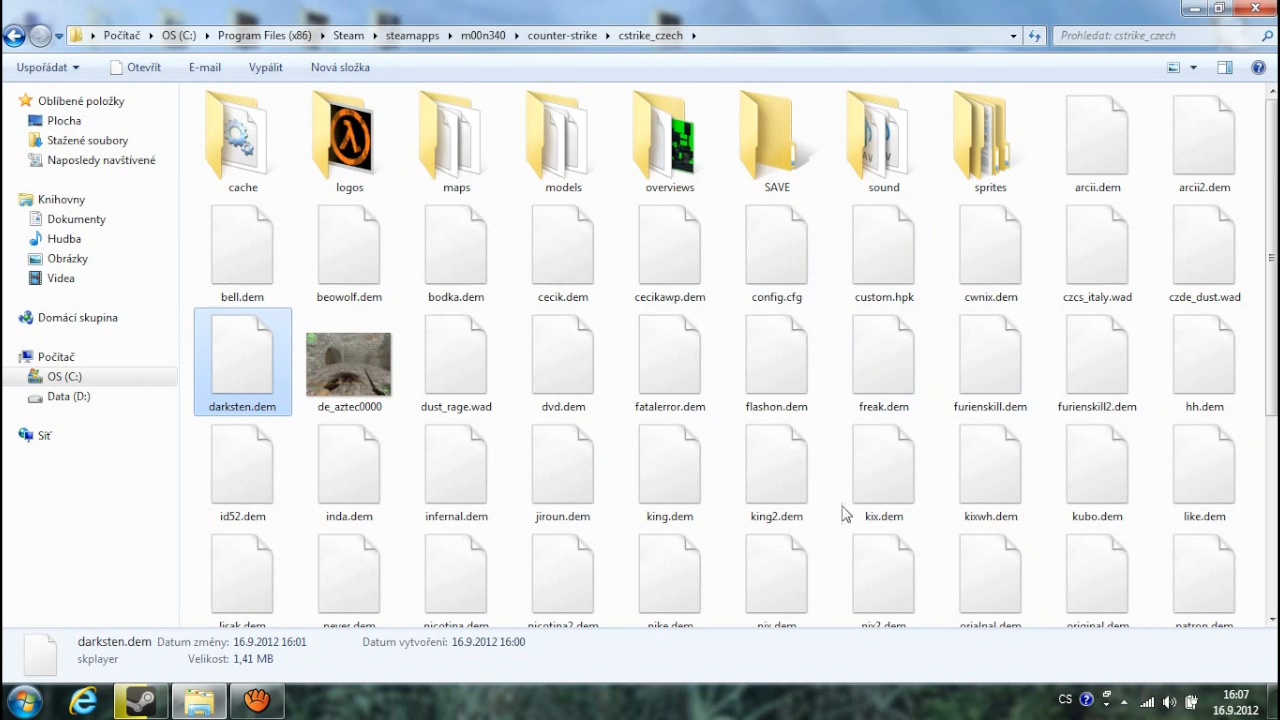 Počítač OS (C:) Program Files (x86) Steam steamapps m00n340 counter-strike cstrike_czech Prohledat: cstrike_czech
Uspořádat Otevřít E-mail Vypálit Nová složka
Oblíbené položky
Plocha
Stažené soubory
Naposledy navštívené
Knihovny
Dokumenty
Hudba
Obrázky
Videa
Domácí skupina
Počítač
OS (C:)
Data (D:)
Síť
cache logos maps models overviews SAVE sound sprites arcii.dem arcii2.dem
bell.dem beowolf.dem bodka.dem cecik.dem cecikawp.dem config.cfg custom.hpk cwnix.dem czcs_italy.wad czde_dust.wad
darksten.dem de_aztec0000 dust_rage.wad dvd.dem fatalerror.dem flashon.dem freak.dem furienskill.dem furienskill2.dem hh.dem
id52.dem inda.dem infernal.dem jiroun.dem king.dem king2.dem kix.dem kixwh.dem kubo.dem like.dem
lisak.dem never.dem nicotina.dem nicotina2.dem nike.dem nix.dem nix2.dem orialnal.dem original.dem patron.dem
darksten.dem Datum změny: 16.9.2012 16:01 Datum vytvoření: 16.9.2012 16:00
skplayer Velikost: 1,41 MB
CS 16:07
16.9.2012